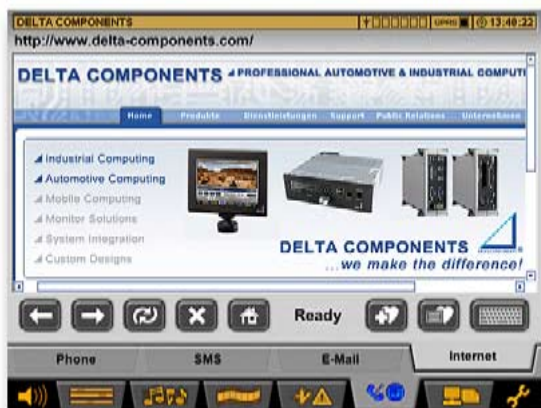 DELTA COMPONENTS GPRS 13:40:22
http://www.delta-components.com/
DELTA COMPONENTS PROFESSIONAL AUTOMOTIVE & INDUSTRIAL COMPUTI
Home Produkte Dienstleistungen Support Public Relations Unternehmen
Industrial Computing
Automotive Computing
Mobile Computing
Monitor Solutions
System Integration
Custom Designs
DELTA COMPONENTS
...we make the difference!
Ready
Phone SMS E-Mail Internet